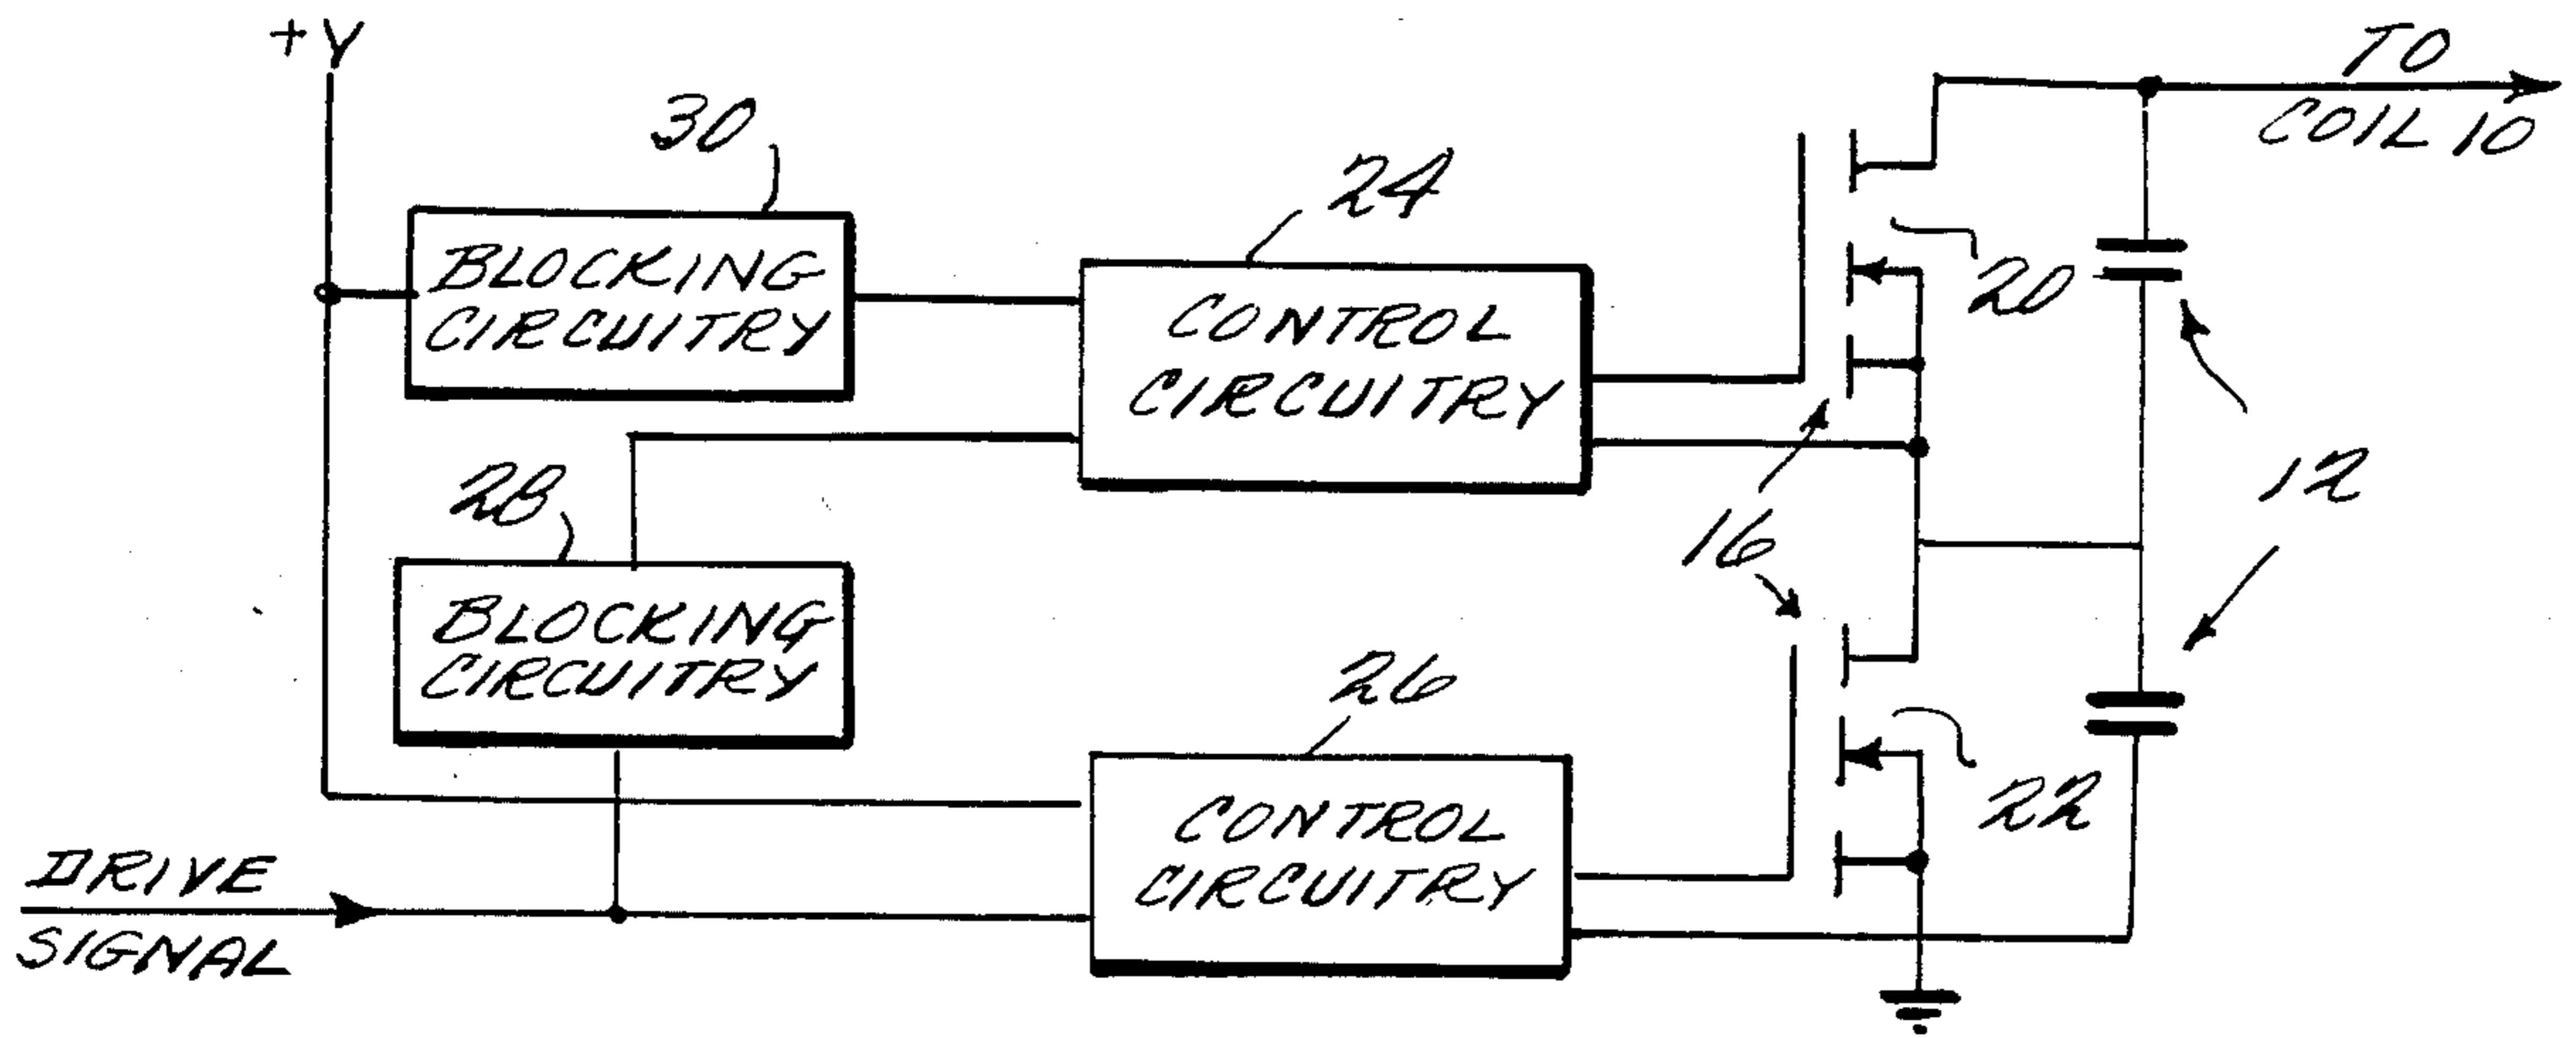 +Y
TO
COIL 10
30
BLOCKING
CIRCUITRY
24
CONTROL
CIRCUITRY
20
16
12
28
BLOCKING
CIRCUITRY
26
CONTROL
CIRCUITRY
22
DRIVE
SIGNAL